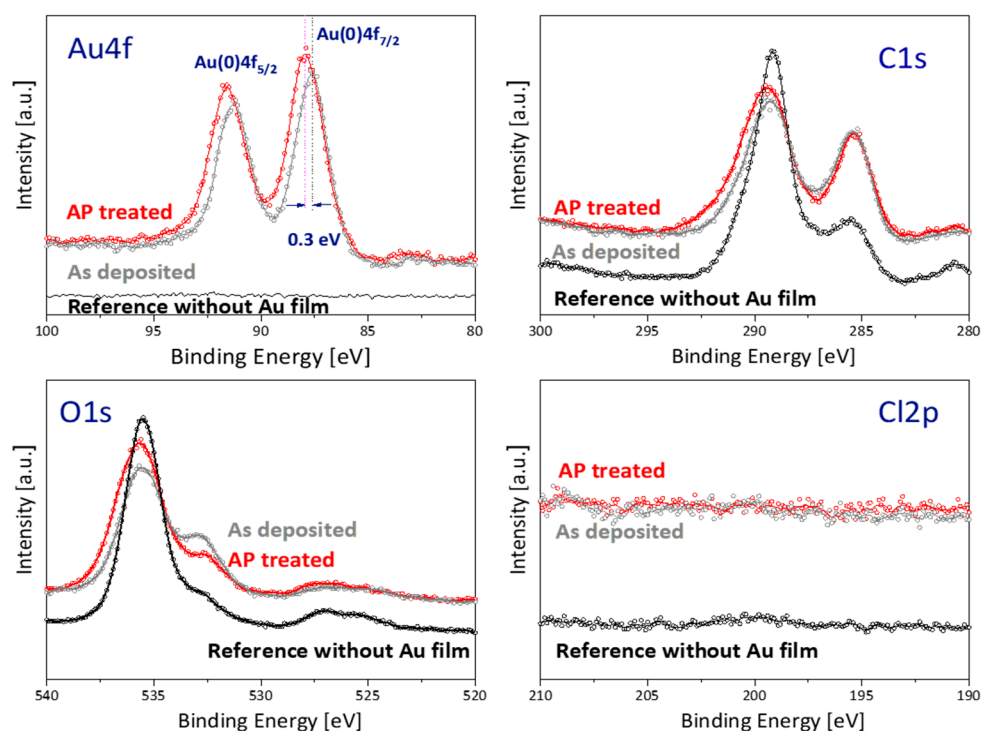 Au4f
Au(0)4f5/2
Au(0)4f7/2
AP treated
0.3 eV
As deposited
Reference without Au film
100 95 90 85 80
Binding Energy [eV]
Intensity [a.u.]
C1s
AP treated
As deposited
Reference without Au film
300 295 290 285 280
Binding Energy [eV]
Intensity [a.u.]
O1s
As deposited
AP treated
Reference without Au film
540 535 530 525 520
Binding Energy [eV]
Intensity [a.u.]
Cl2p
AP treated
As deposited
Reference without Au film
210 205 200 195 190
Binding Energy [eV]
Intensity [a.u.]